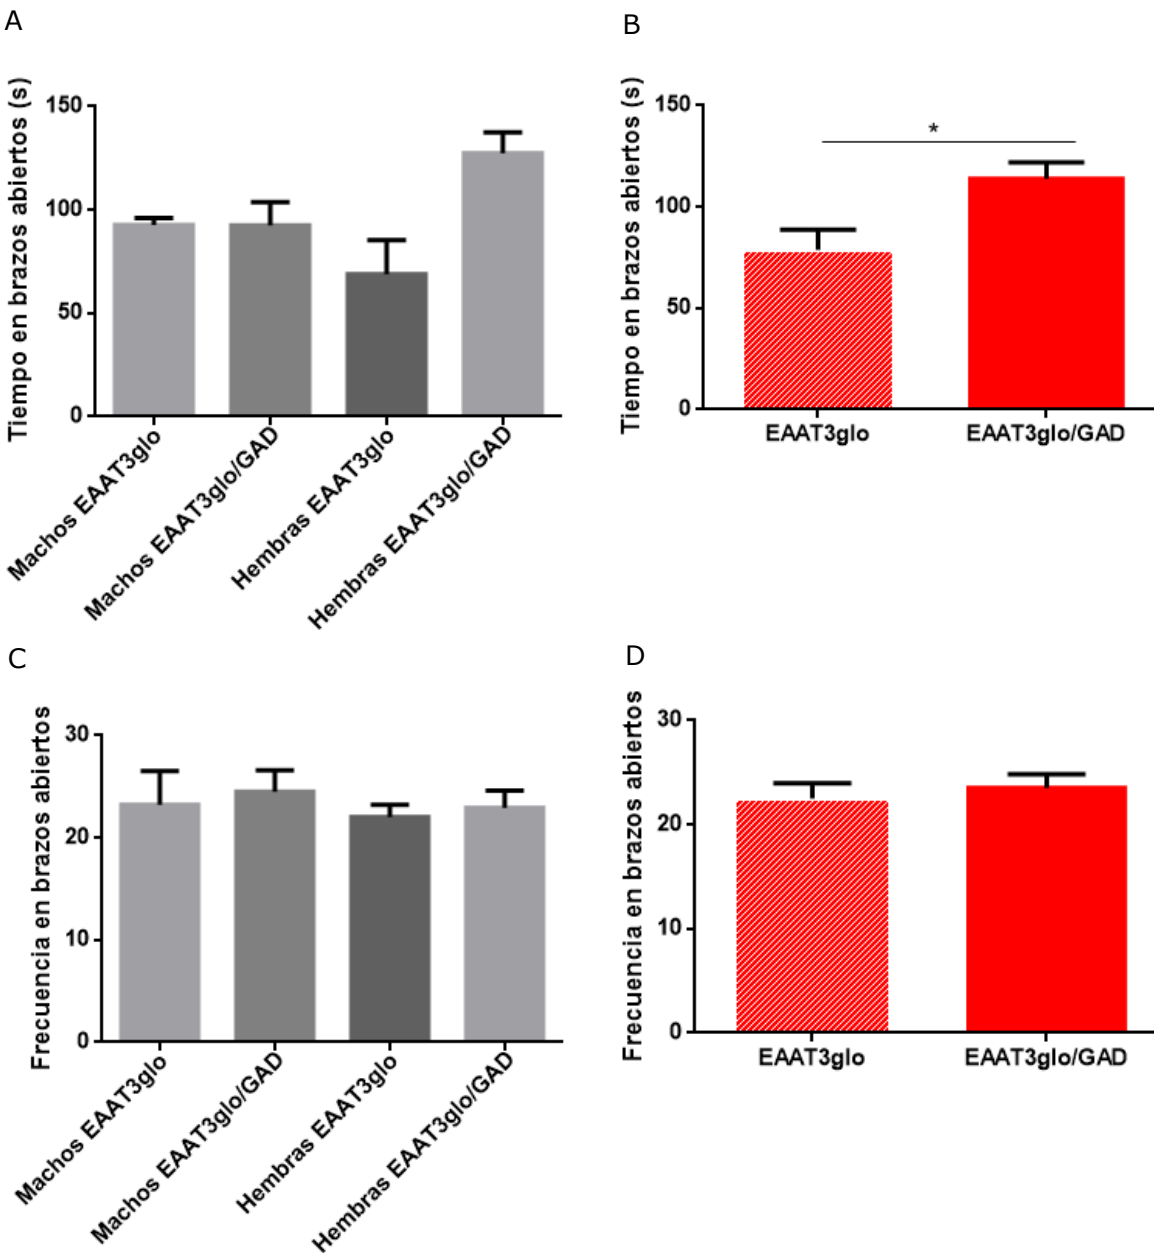 A
Tiempo en brazos abiertos (s)
150
100
50
0
Machos EAAT3glo
Machos EAAT3glo/GAD
Hembras EAAT3glo
Hembras EAAT3glo/GAD
B
Tiempo en brazos abiertos (s)
150
100
50
0
*
EAAT3glo
EAAT3glo/GAD
C
Frecuencia en brazos abiertos
30
20
10
0
Machos EAAT3glo
Machos EAAT3glo/GAD
Hembras EAAT3glo
Hembras EAAT3glo/GAD
D
Frecuencia en brazos abiertos
30
20
10
0
EAAT3glo
EAAT3glo/GAD